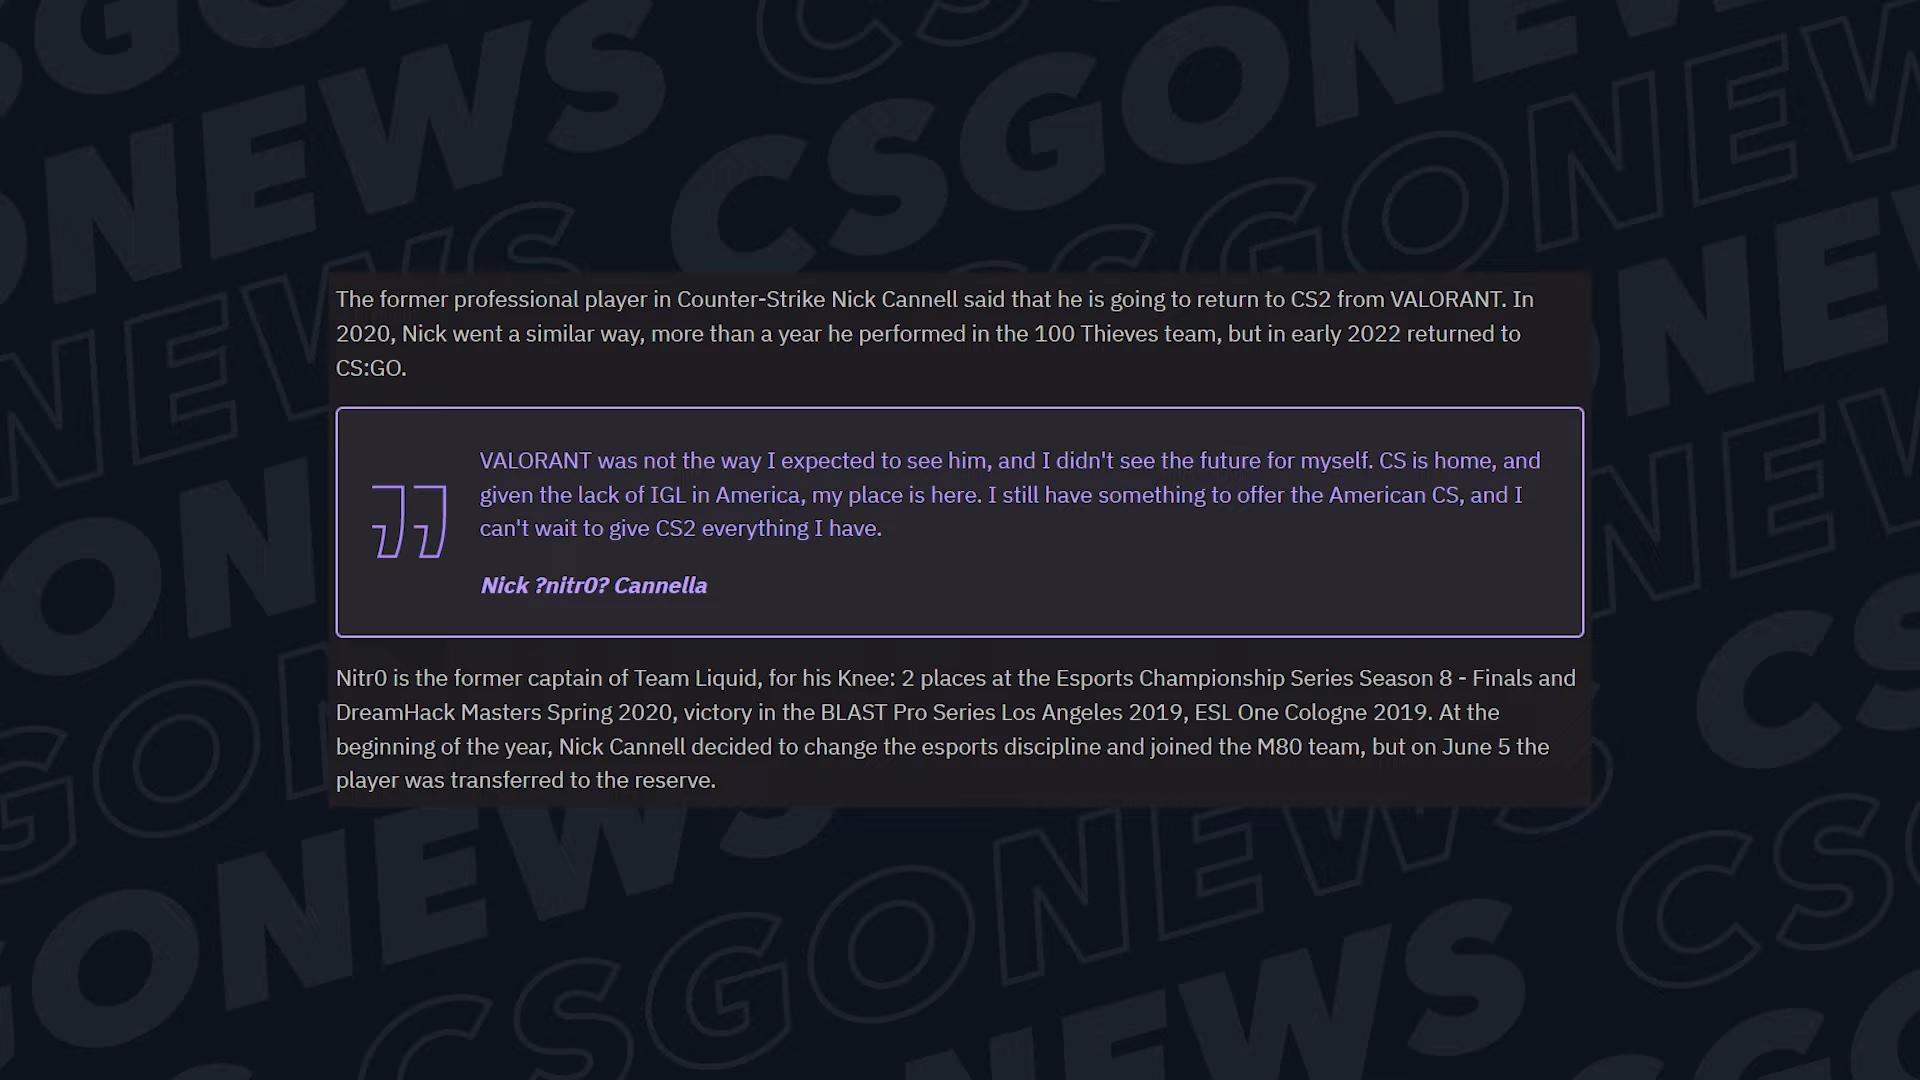 CSGONEWS
The former professional player in Counter-Strike Nick Cannell said that he is going to return to CS2 from VALORANT. In
2020, Nick went a similar way, more than a year he performed in the 100 Thieves team, but in early 2022 returned to
CS:GO.
VALORANT was not the way I expected to see him, and I didn't see the future for myself. CS is home, and
given the lack of IGL in America, my place is here. I still have something to offer the American CS, and I
can't wait to give CS2 everything I have.
Nick ?nitr0? Cannella
Nitr0 is the former captain of Team Liquid, for his Knee: 2 places at the Esports Championship Series Season 8 - Finals and
DreamHack Masters Spring 2020, victory in the BLAST Pro Series Los Angeles 2019, ESL One Cologne 2019. At the
beginning of the year, Nick Cannell decided to change the esports discipline and joined the M80 team, but on June 5 the
player was transferred to the reserve.